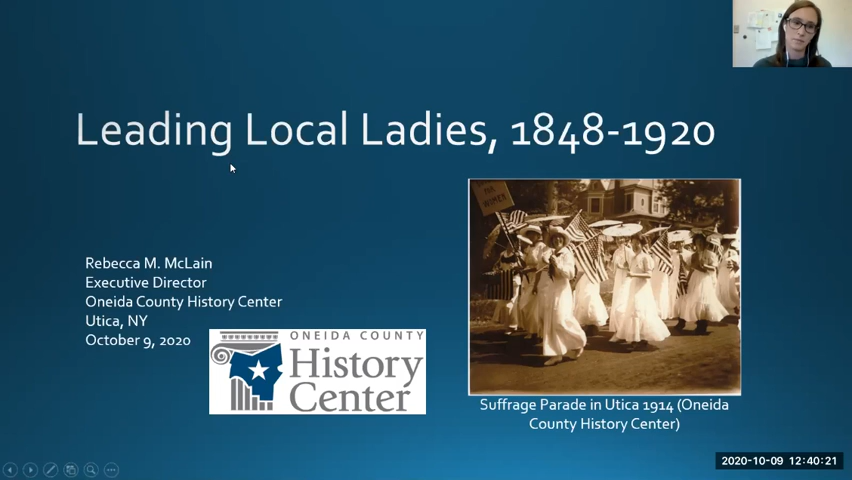 Leading Local Ladies, 1848-1920
Rebecca M. McLain
Executive Director
Oneida County History Center
Utica, NY
October 9, 2020
ONEIDA COUNTY
History
Center
Suffrage Parade in Utica 1914 (Oneida
County History Center)
2020-10-09 12:40:21